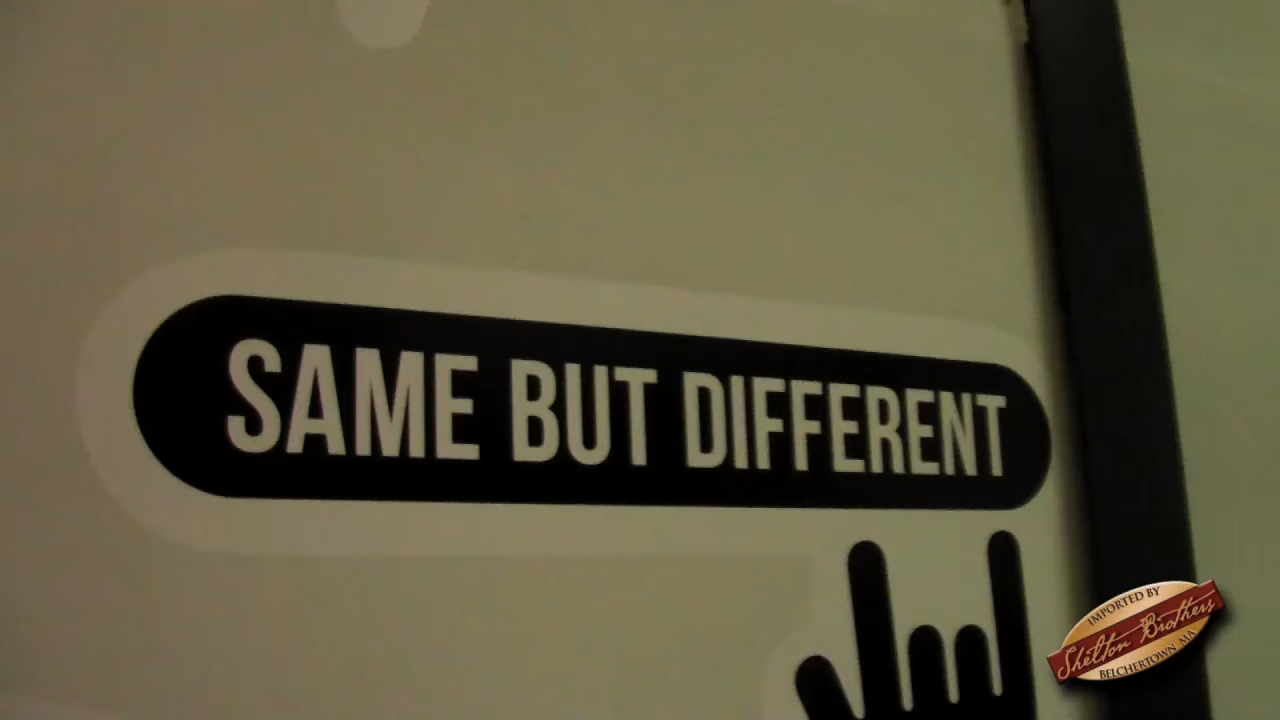 SAME BUT DIFFERENT
IMPORTED BY
Shelton Brothers
BELCHERTOWN MA